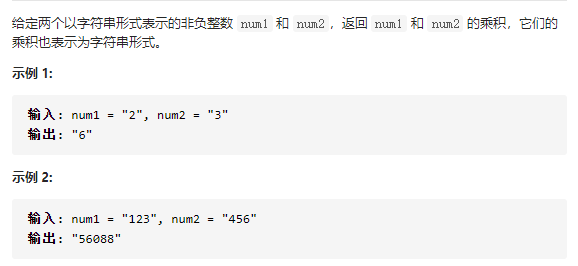 给定两个以字符串形式表示的非负整数 num1 和 num2，返回 num1 和 num2 的乘积，它们的
乘积也表示为字符串形式。
示例 1:
输入: num1 = "2", num2 = "3"
输出: "6"
示例 2:
输入: num1 = "123", num2 = "456"
输出: "56088"